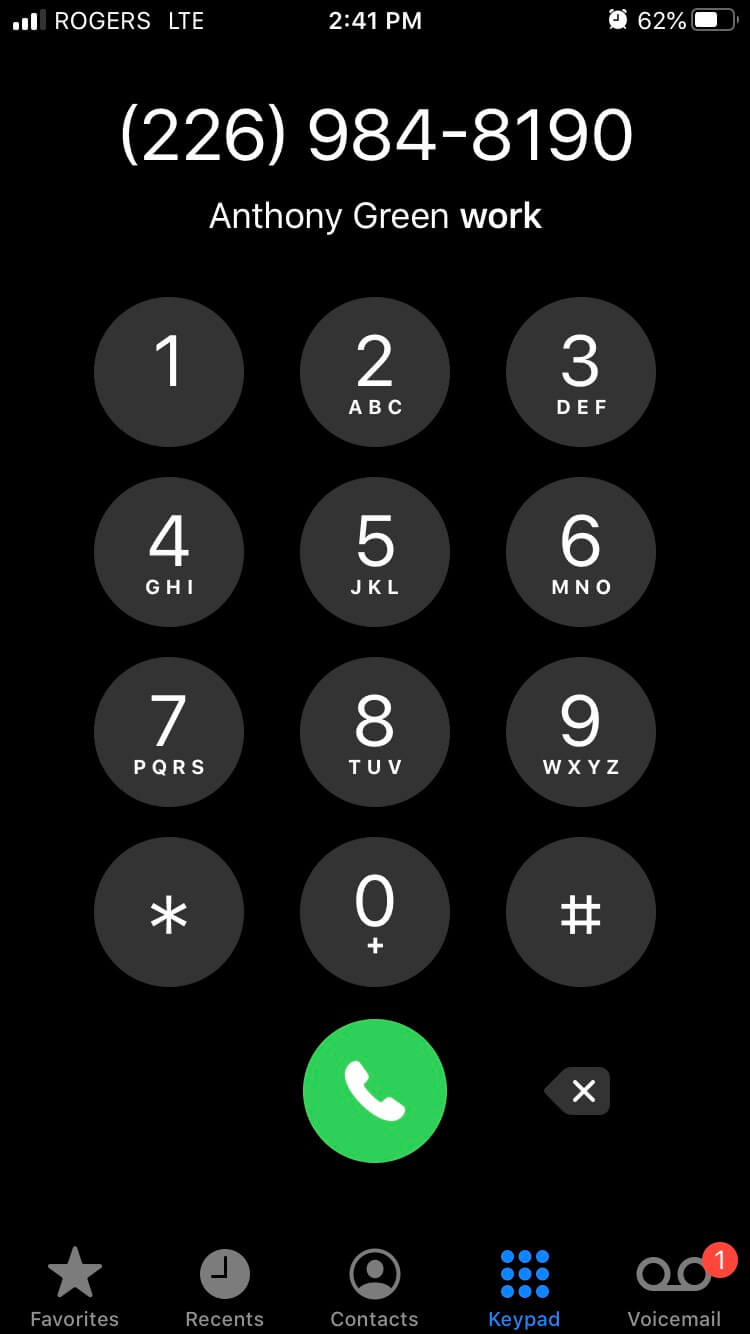 ROGERS LTE 2:41 PM 62%
(226) 984-8190
Anthony Green work
1 2 3
ABC DEF
4 5 6
GHI JKL MNO
7 8 9
PQRS TUV WXYZ
* 0 #
+
1
Favorites Recents Contacts Keypad Voicemail